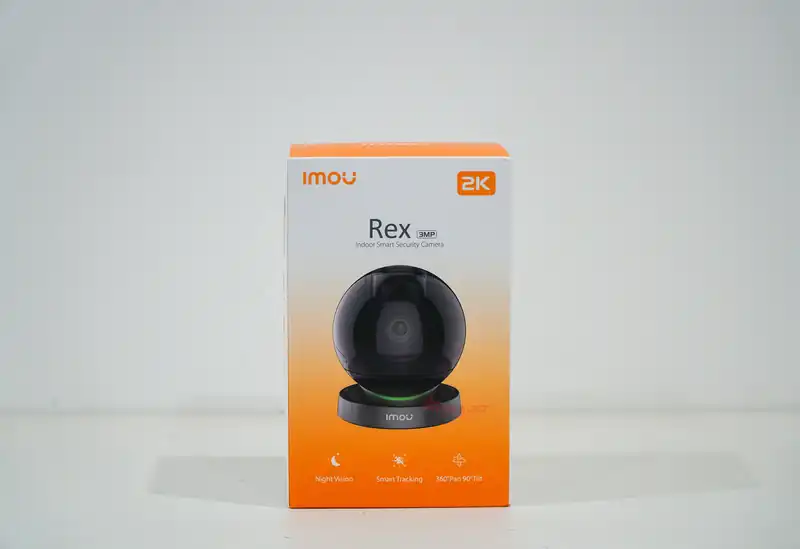 imou
2K
Rex 3MP
Indoor Smart Security Camera
imou
Night Vision
Smart Tracking
360°Pan 90°Tilt